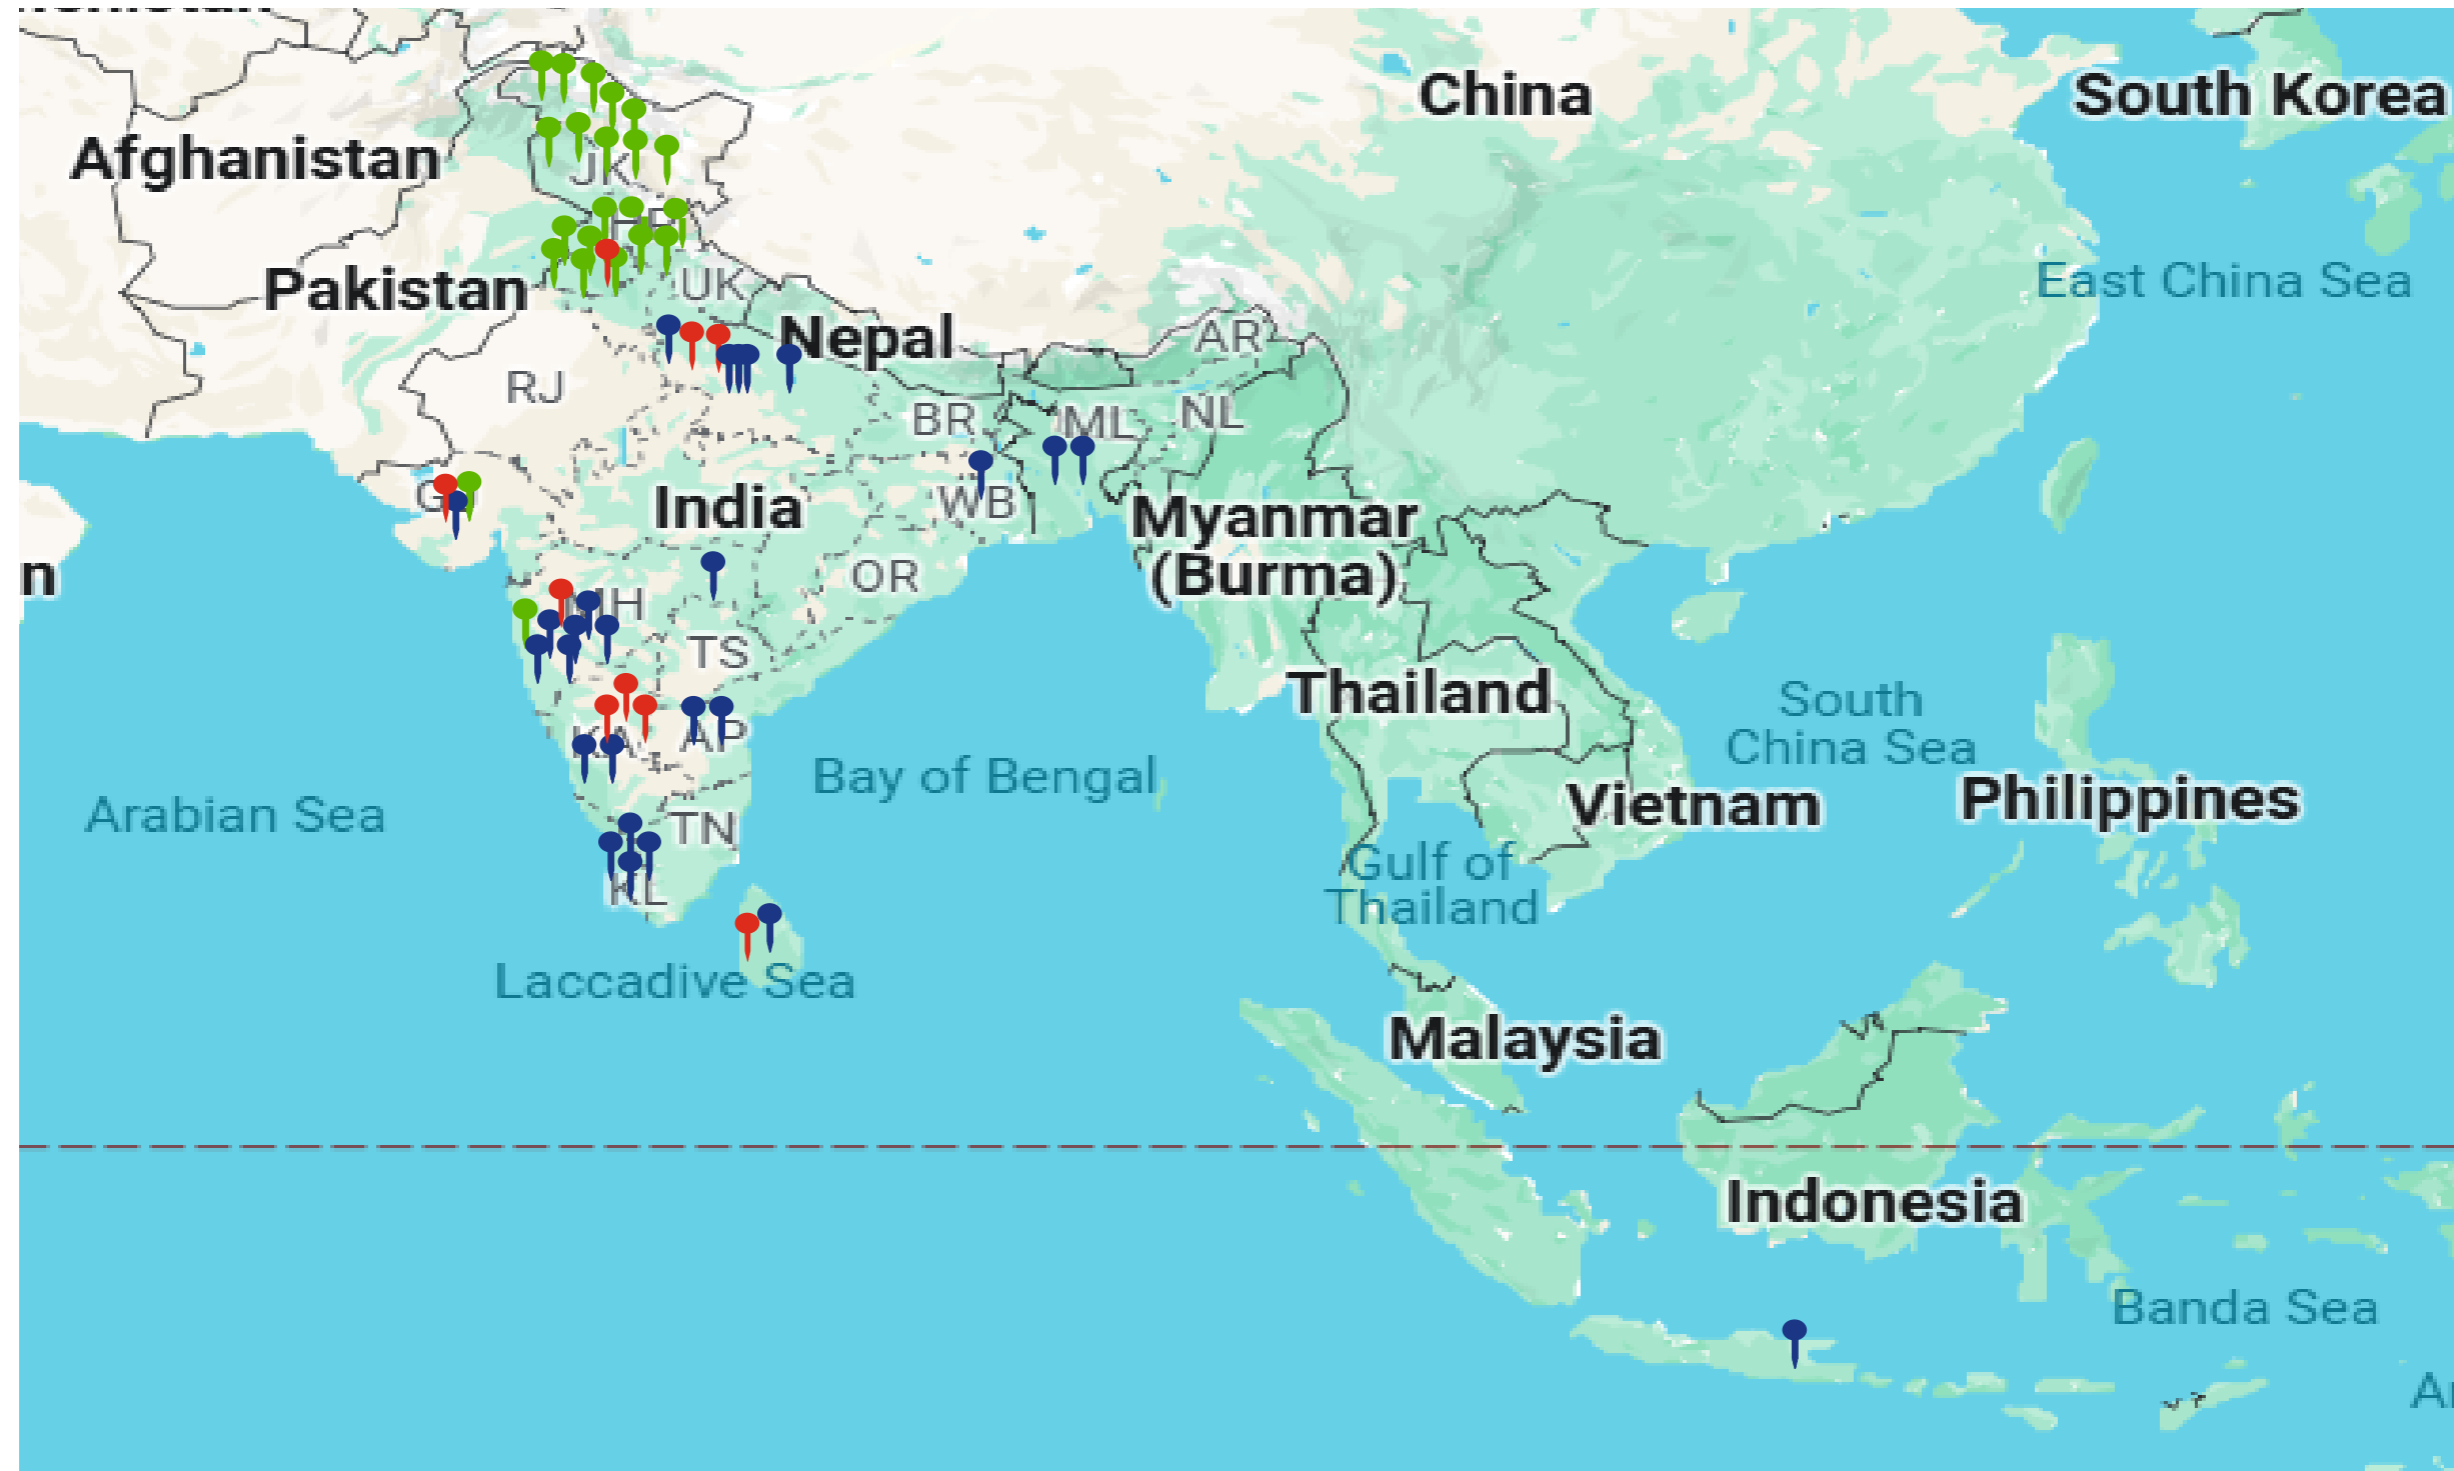 China
South Korea
Afghanistan
JK
East China Sea
Pakistan
UK
Nepal
AR
RJ
BR
ML
NL
India
WB
Myanmar
(Burma)
OR
MH
TS
Thailand
South
China Sea
KA
AP
Bay of Bengal
Arabian Sea
Vietnam
Philippines
TN
Gulf of
Thailand
KL
Laccadive Sea
Malaysia
Indonesia
Banda Sea